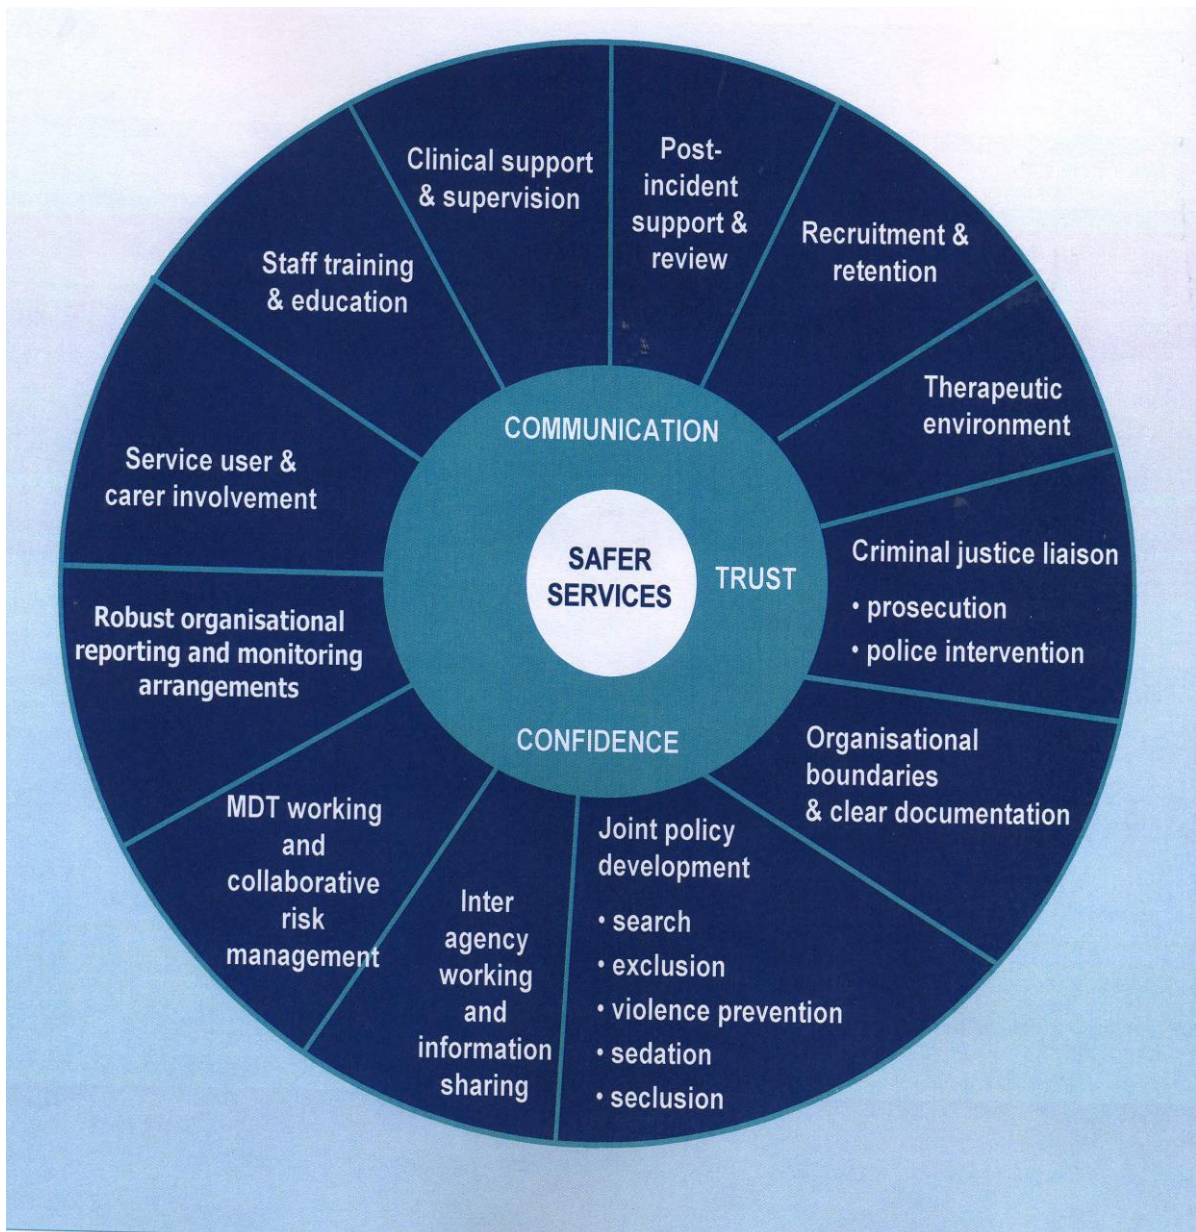 Clinical support
& supervision
Post-
incident
support &
review
Recruitment &
retention
Staff training
& education
Therapeutic
environment
COMMUNICATION
Service user &
carer involvement
SAFER
SERVICES
TRUST
Criminal justice liaison
• prosecution
• police intervention
Robust organisational
reporting and monitoring
arrangements
CONFIDENCE
Organisational
boundaries
& clear documentation
MDT working
and
collaborative
risk
management
Inter
agency
working
and
information
sharing
Joint policy
development
• search
• exclusion
• violence prevention
• sedation
• seclusion